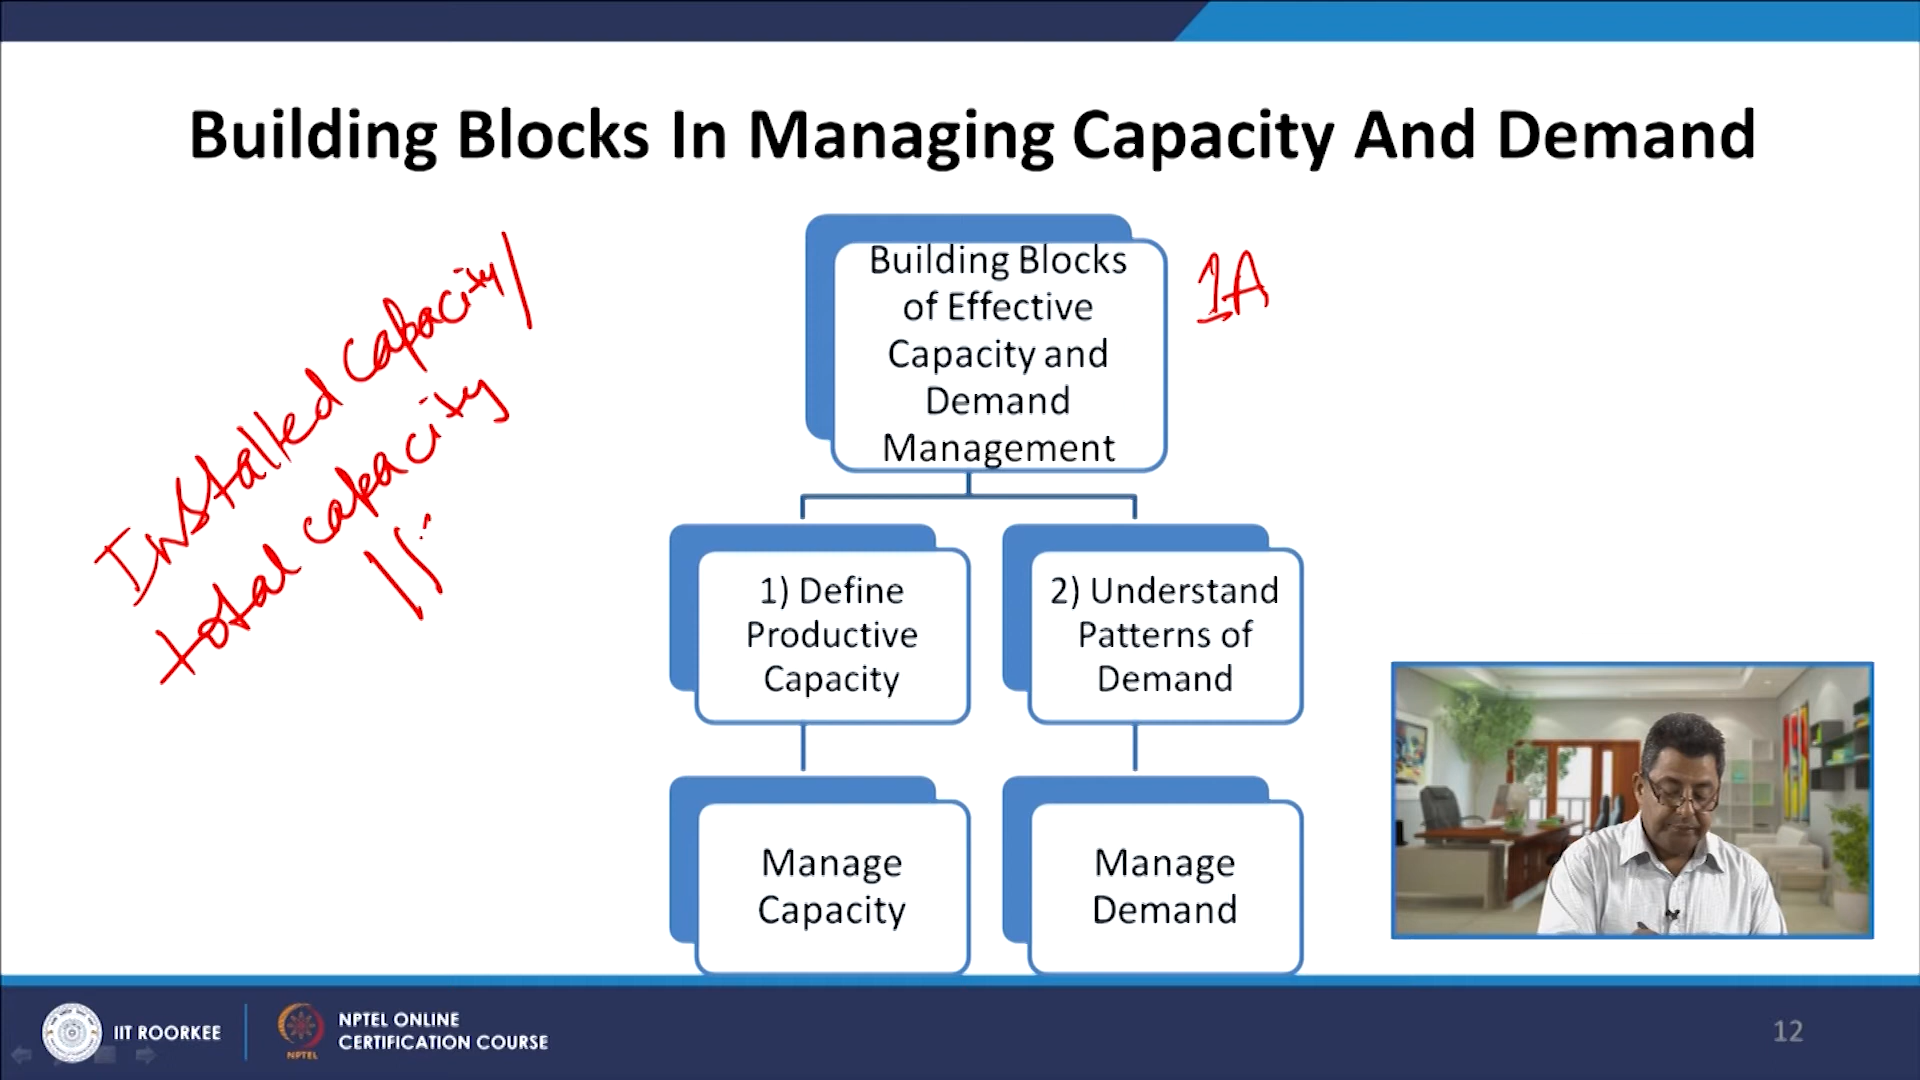 Building Blocks In Managing Capacity And Demand
Building Blocks
of Effective
Capacity and
Demand
Management
1A
Installed capacity/
total capacity
1) Define
Productive
Capacity
2) Understand
Patterns of
Demand
Manage
Capacity
Manage
Demand
IIT ROORKEE
NPTEL
NPTEL ONLINE
CERTIFICATION COURSE
12